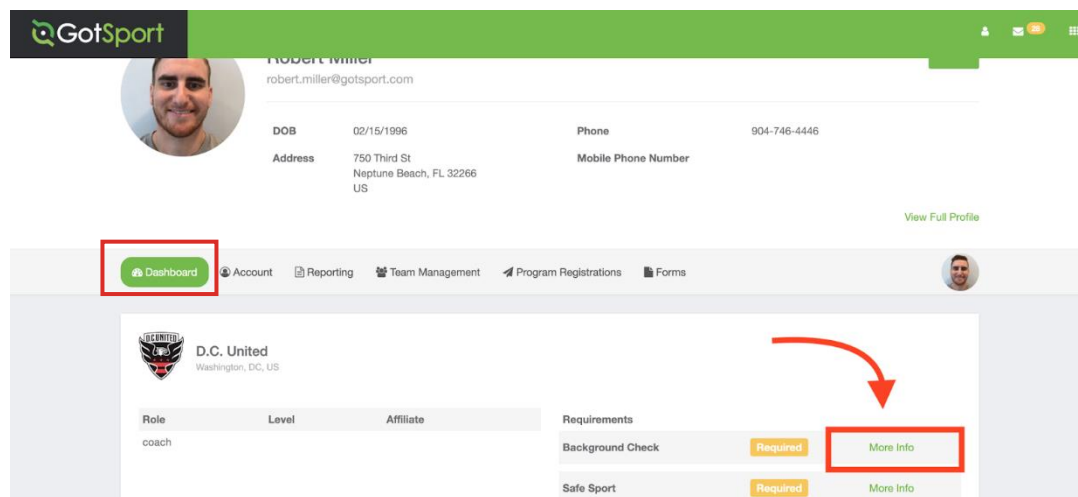 GotSport
Robert Miller
robert.miller@gotsport.com
DOB 02/15/1996 Phone 904-746-4446
Address 750 Third St Mobile Phone Number
Neptune Beach, FL 32266
US
View Full Profile
Dashboard Account Reporting Team Management Program Registrations Forms
D.C. UNITED
D.C. United
Washington, DC, US
Role Level Affiliate Requirements
coach
Background Check Required More Info
Safe Sport Required More Info